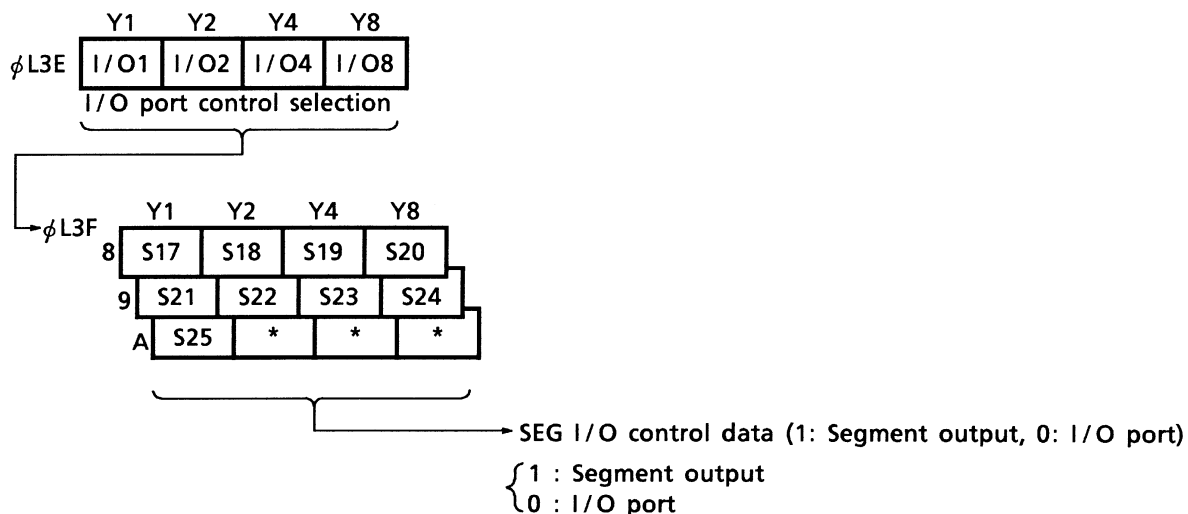 Y1 Y2 Y4 Y8
ϕL3E I/O1 I/O2 I/O4 I/O8
I/O port control selection
Y1 Y2 Y4 Y8
ϕL3F
8 S17 S18 S19 S20
9 S21 S22 S23 S24
A S25 * * *
SEG I/O control data (1: Segment output, 0: I/O port)
1 : Segment output
0 : I/O port